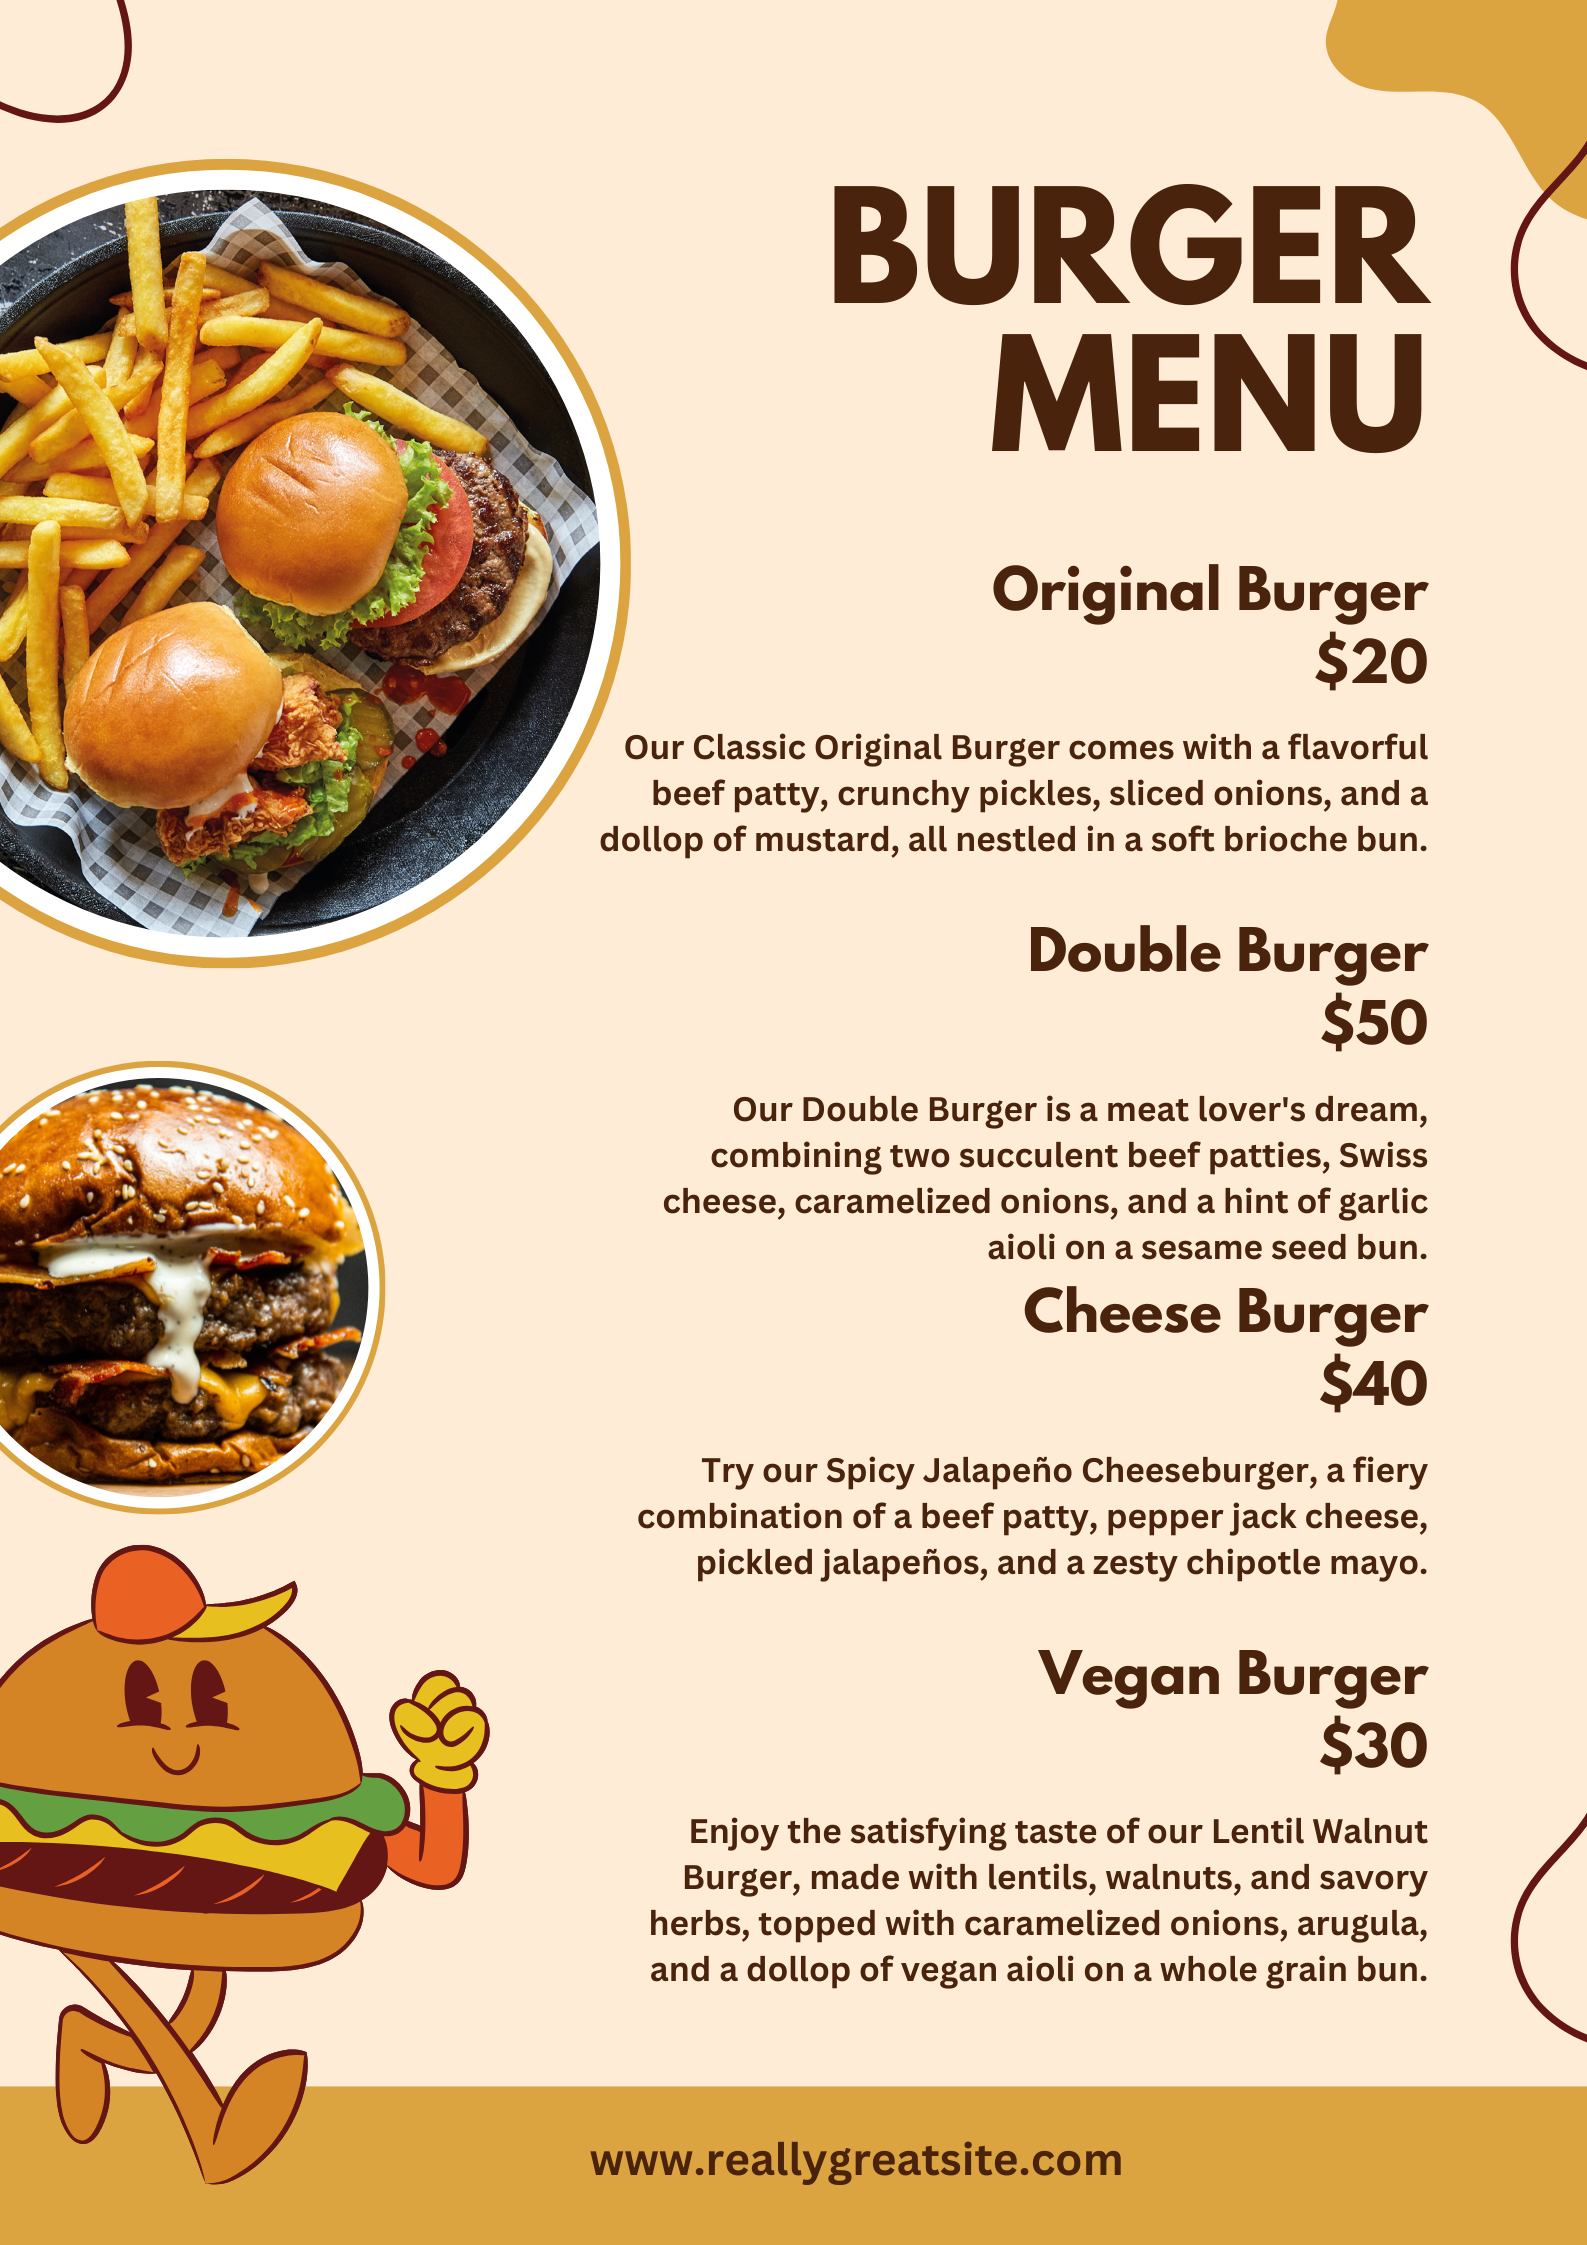 BURGER
MENU
Original Burger
$20
Our Classic Original Burger comes with a flavorful
beef patty, crunchy pickles, sliced onions, and a
dollop of mustard, all nestled in a soft brioche bun.
Double Burger
$50
Our Double Burger is a meat lover's dream,
combining two succulent beef patties, Swiss
cheese, caramelized onions, and a hint of garlic
aioli on a sesame seed bun.
Cheese Burger
$40
Try our Spicy Jalapeño Cheeseburger, a fiery
combination of a beef patty, pepper jack cheese,
pickled jalapeños, and a zesty chipotle mayo.
Vegan Burger
$30
Enjoy the satisfying taste of our Lentil Walnut
Burger, made with lentils, walnuts, and savory
herbs, topped with caramelized onions, arugula,
and a dollop of vegan aioli on a whole grain bun.
www.reallygreatsite.com